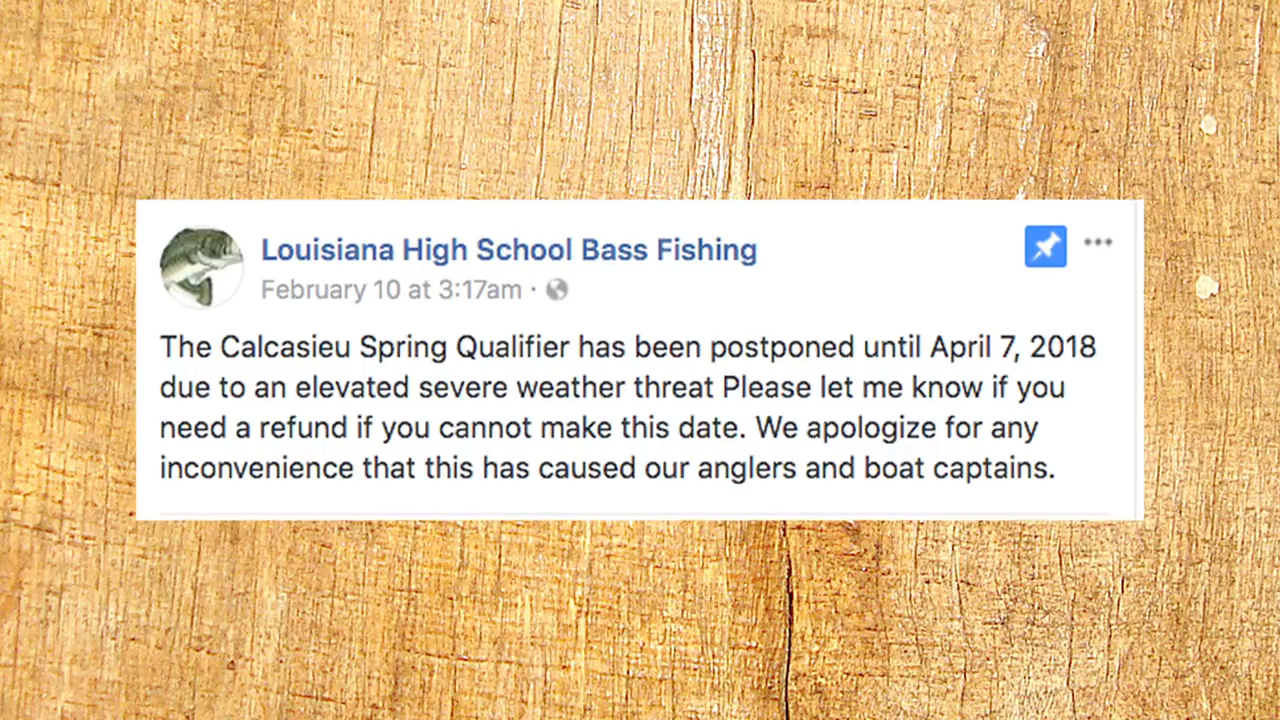 Louisiana High School Bass Fishing
February 10 at 3:17am ·
The Calcasieu Spring Qualifier has been postponed until April 7, 2018
due to an elevated severe weather threat Please let me know if you
need a refund if you cannot make this date. We apologize for any
inconvenience that this has caused our anglers and boat captains.